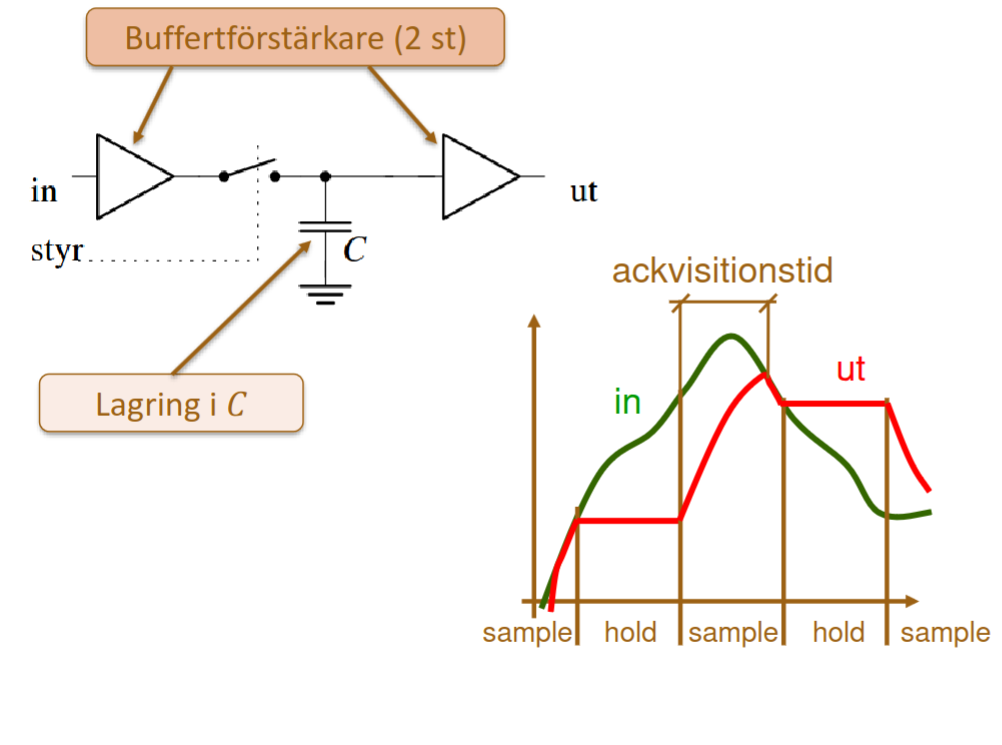 Buffertförstärkare (2 st)
in
ut
styr
C
Lagring i C
ackvisitionstid
in
ut
sample
hold
sample
hold
sample